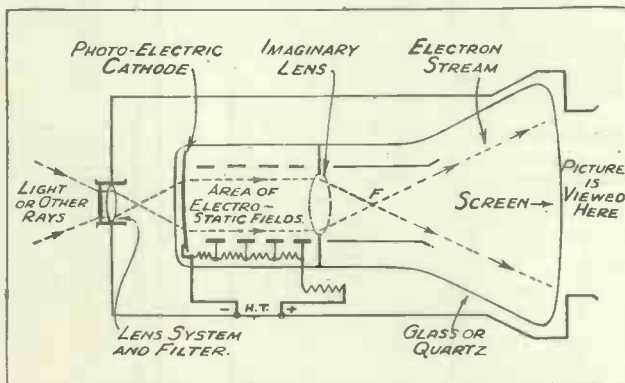 PHOTO-ELECTRIC
CATHODE
IMAGINARY
LENS
ELECTRON
STREAM
LIGHT
OR OTHER
RAYS
AREA OF
ELECTRO-
STATIC FIELDS.
F
SCREEN
PICTURE
IS
VIEWED
HERE
- H.T. +
LENS SYSTEM
AND FILTER.
GLASS OR
QUARTZ